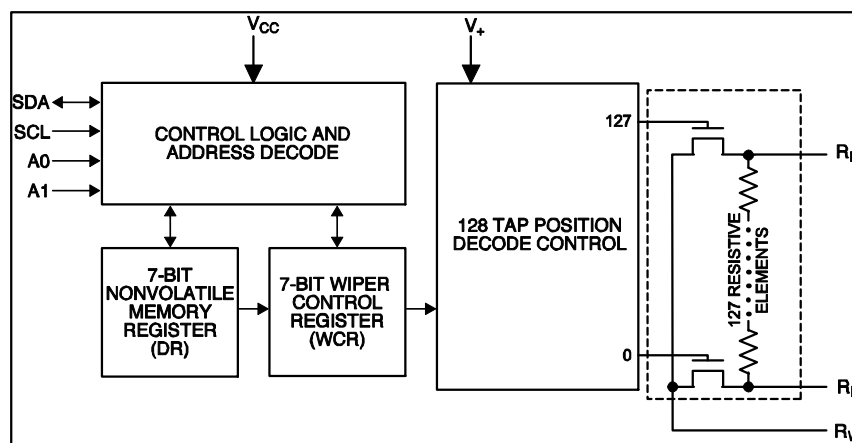 VCC
V+
SDA
SCL
A0
A1
CONTROL LOGIC AND
ADDRESS DECODE
7-BIT
NONVOLATILE
MEMORY
REGISTER
(DR)
7-BIT WIPER
CONTROL
REGISTER
(WCR)
128 TAP POSITION
DECODE CONTROL
127
0
127 RESISTIVE
ELEMENTS
R
R
R